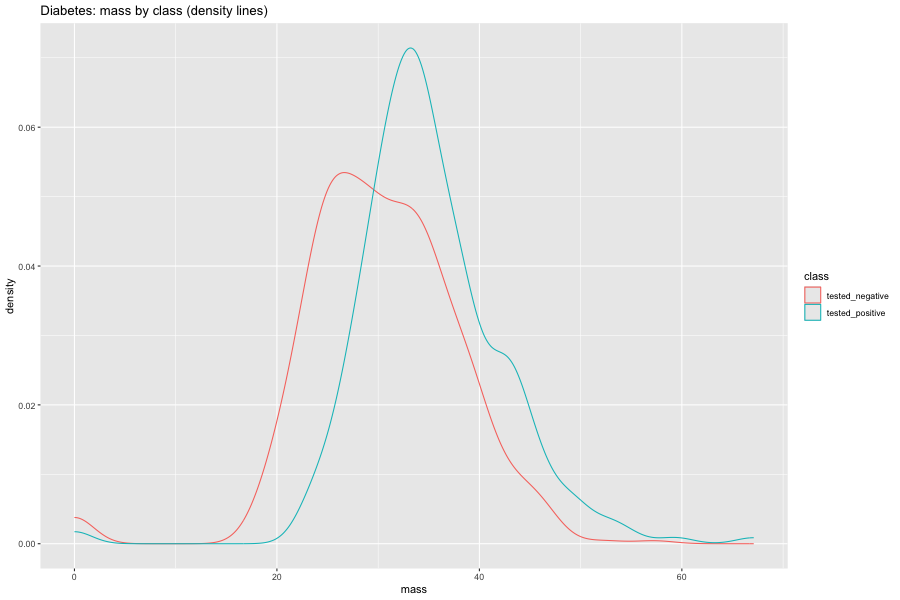 Diabetes: mass by class (density lines)
0.06
0.04
0.02
0.00
density
0 20 40 60
mass
class
tested_negative
tested_positive